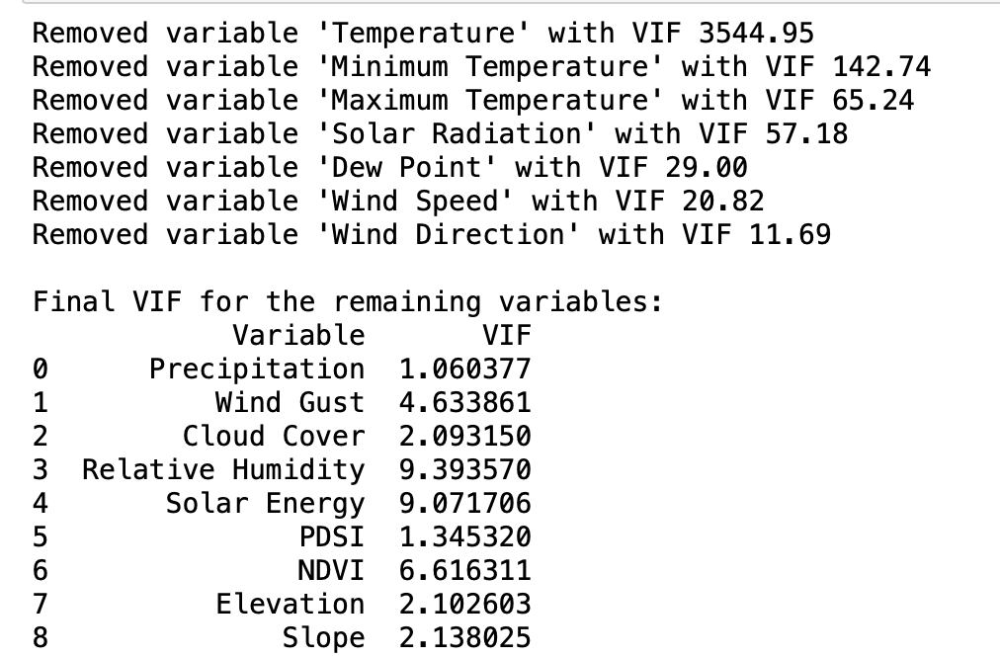 Removed variable 'Temperature' with VIF 3544.95
Removed variable 'Minimum Temperature' with VIF 142.74
Removed variable 'Maximum Temperature' with VIF 65.24
Removed variable 'Solar Radiation' with VIF 57.18
Removed variable 'Dew Point' with VIF 29.00
Removed variable 'Wind Speed' with VIF 20.82
Removed variable 'Wind Direction' with VIF 11.69
Final VIF for the remaining variables:
Variable VIF
0 Precipitation 1.060377
1 Wind Gust 4.633861
2 Cloud Cover 2.093150
3 Relative Humidity 9.393570
4 Solar Energy 9.071706
5 PDSI 1.345320
6 NDVI 6.616311
7 Elevation 2.102603
8 Slope 2.138025